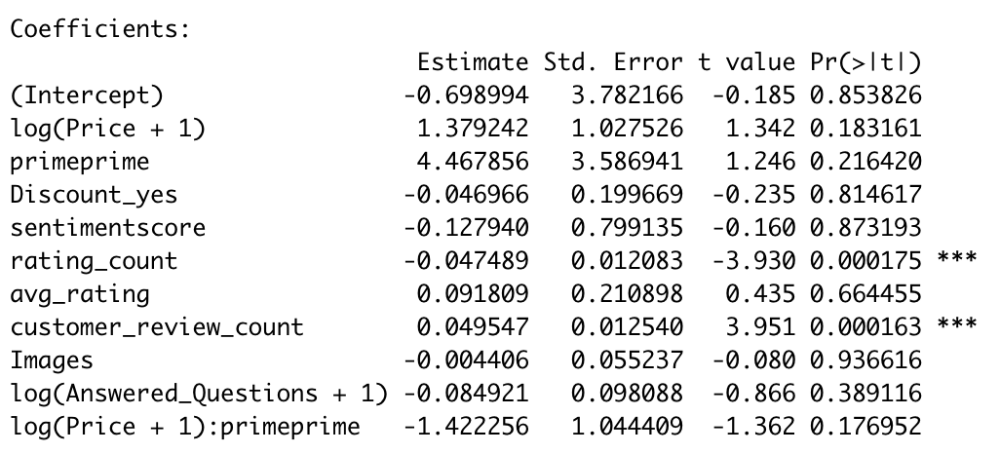 Coefficients:
Estimate Std. Error t value Pr(>|t|)
(Intercept) -0.698994 3.782166 -0.185 0.853826
log(Price + 1) 1.379242 1.027526 1.342 0.183161
primeprime 4.467856 3.586941 1.246 0.216420
Discount_yes -0.046966 0.199669 -0.235 0.814617
sentimentscore -0.127940 0.799135 -0.160 0.873193
rating_count -0.047489 0.012083 -3.930 0.000175 ***
avg_rating 0.091809 0.210898 0.435 0.664455
customer_review_count 0.049547 0.012540 3.951 0.000163 ***
Images -0.004406 0.055237 -0.080 0.936616
log(Answered_Questions + 1) -0.084921 0.098088 -0.866 0.389116
log(Price + 1):primeprime -1.422256 1.044409 -1.362 0.176952